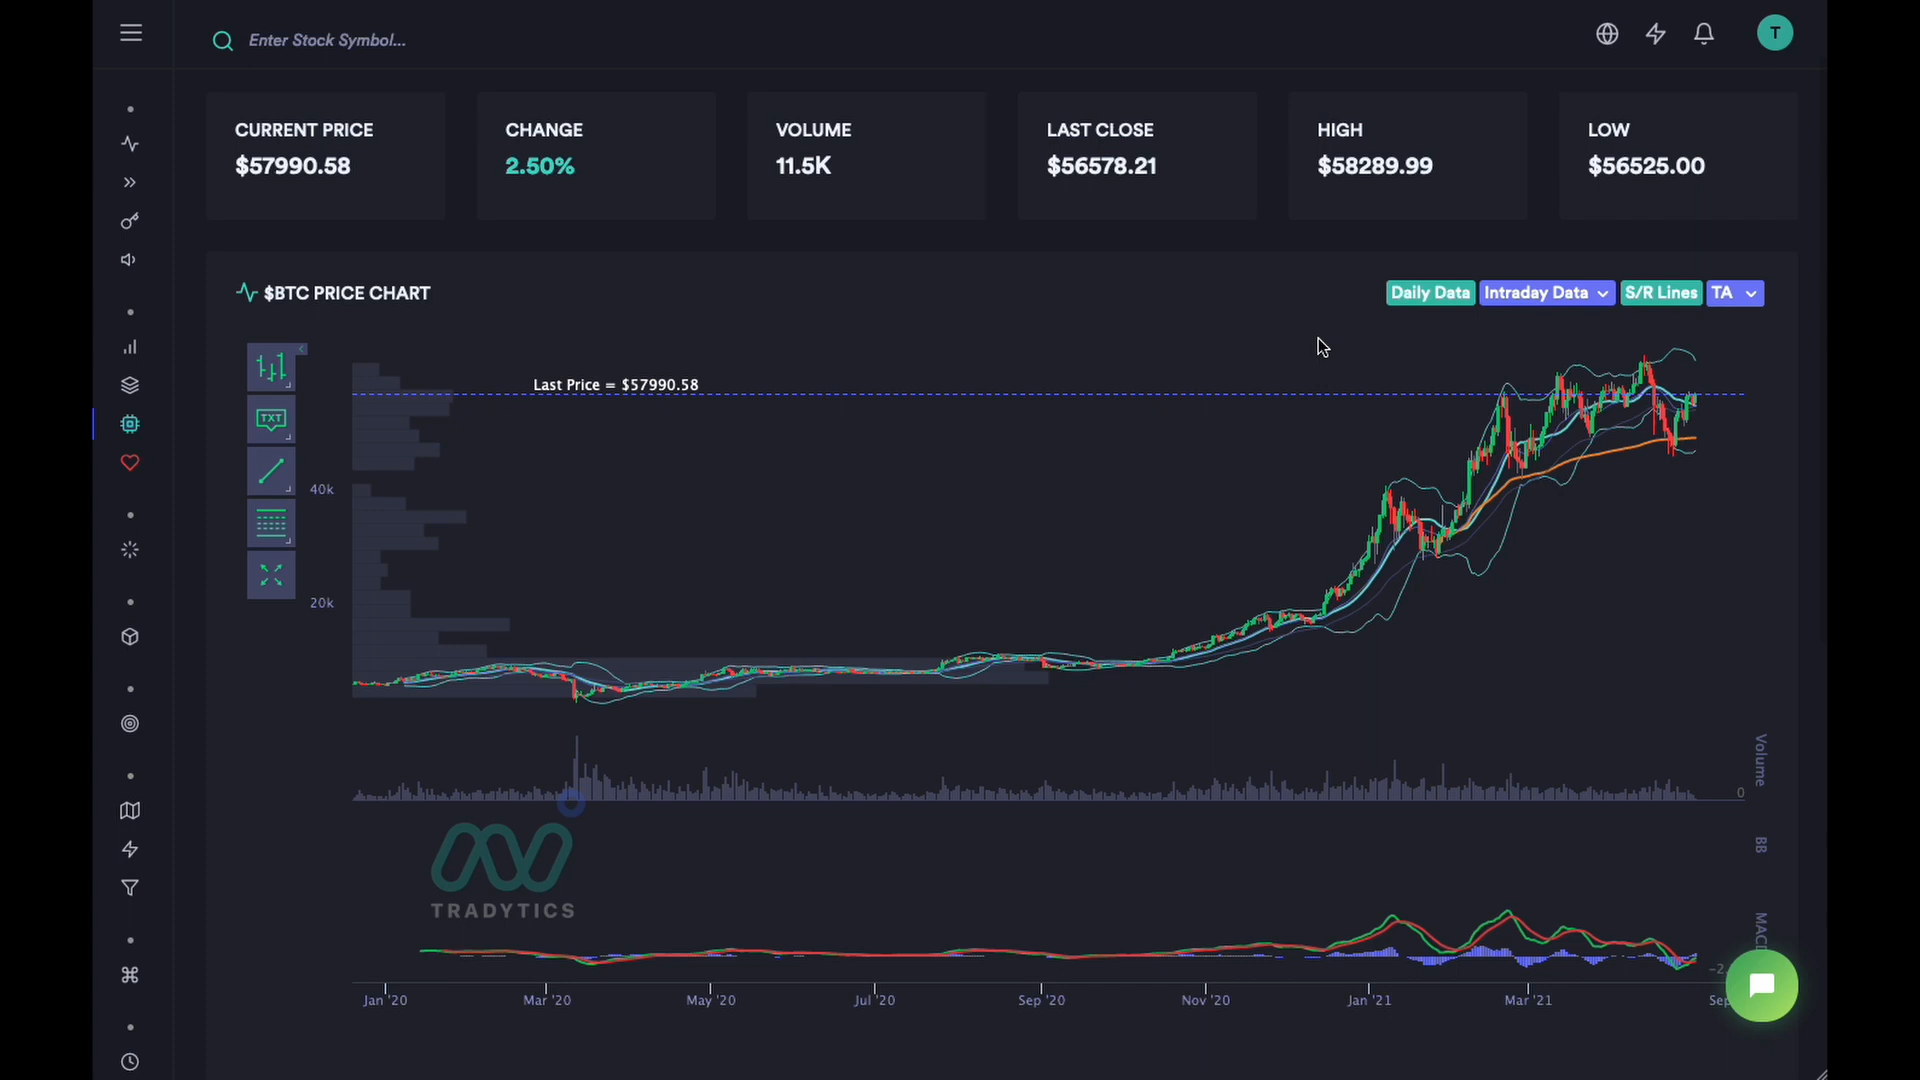 Enter Stock Symbol...
T
CURRENT PRICE
$57990.58
CHANGE
2.50%
VOLUME
11.5K
LAST CLOSE
$56578.21
HIGH
$58289.99
LOW
$56525.00
$BTC PRICE CHART
Daily Data
Intraday Data
S/R Lines
TA
TXT
Last Price = $57990.58
40k
20k
Volume
0
BB
TRADYTICS
Jan '20
Mar '20
May '20
Jul '20
Sep '20
Nov '20
Jan '21
Mar '21